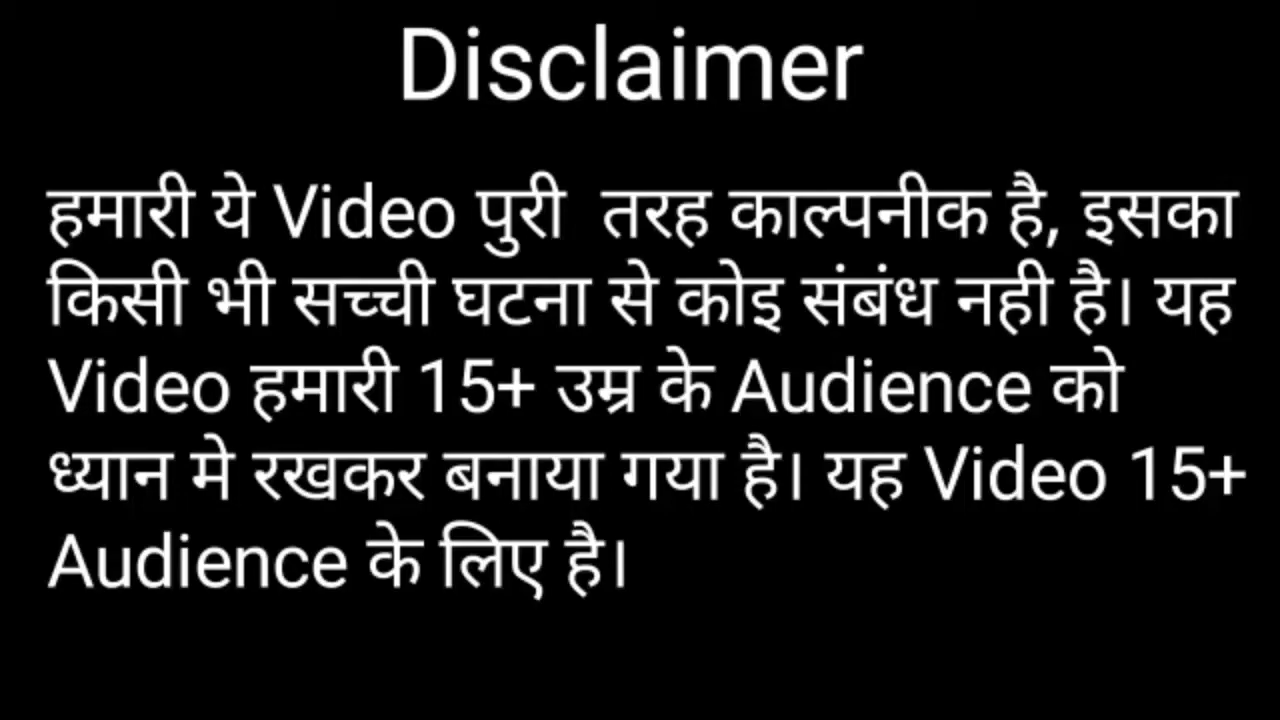 Disclaimer
हमारी ये Video पुरी तरह काल्पनीक है, इसका
किसी भी सच्ची घटना से कोइ संबंध नही है। यह
Video हमारी 15+ उम्र के Audience को
ध्यान मे रखकर बनाया गया है। यह Video 15+
Audience के लिए है।